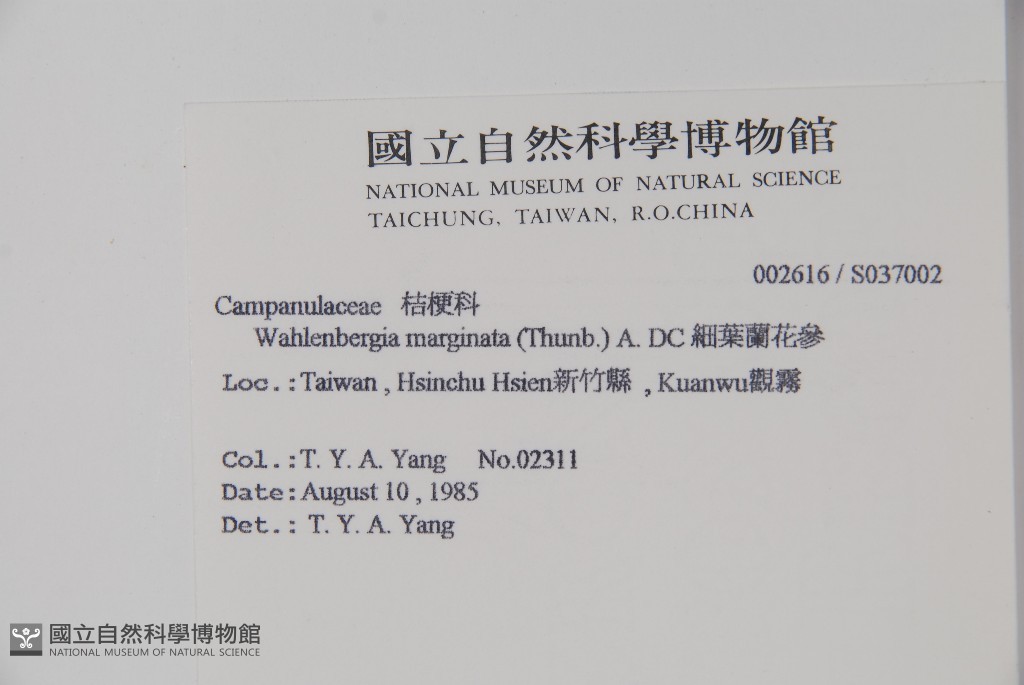 國立自然科學博物館
NATIONAL MUSEUM OF NATURAL SCIENCE
TAICHUNG, TAIWAN, R.O.CHINA
002616 / S037002
Campanulaceae 桔梗科
Wahlenbergia marginata (Thunb.) A. DC 細葉蘭花參
Loc.:Taiwan , Hsinchu Hsien新竹縣 , Kuanwu觀霧
Col.:T. Y. A. Yang No.02311
Date:August 10 , 1985
Det.: T. Y. A. Yang
國立自然科學博物館
NATIONAL MUSEUM OF NATURAL SCIENCE